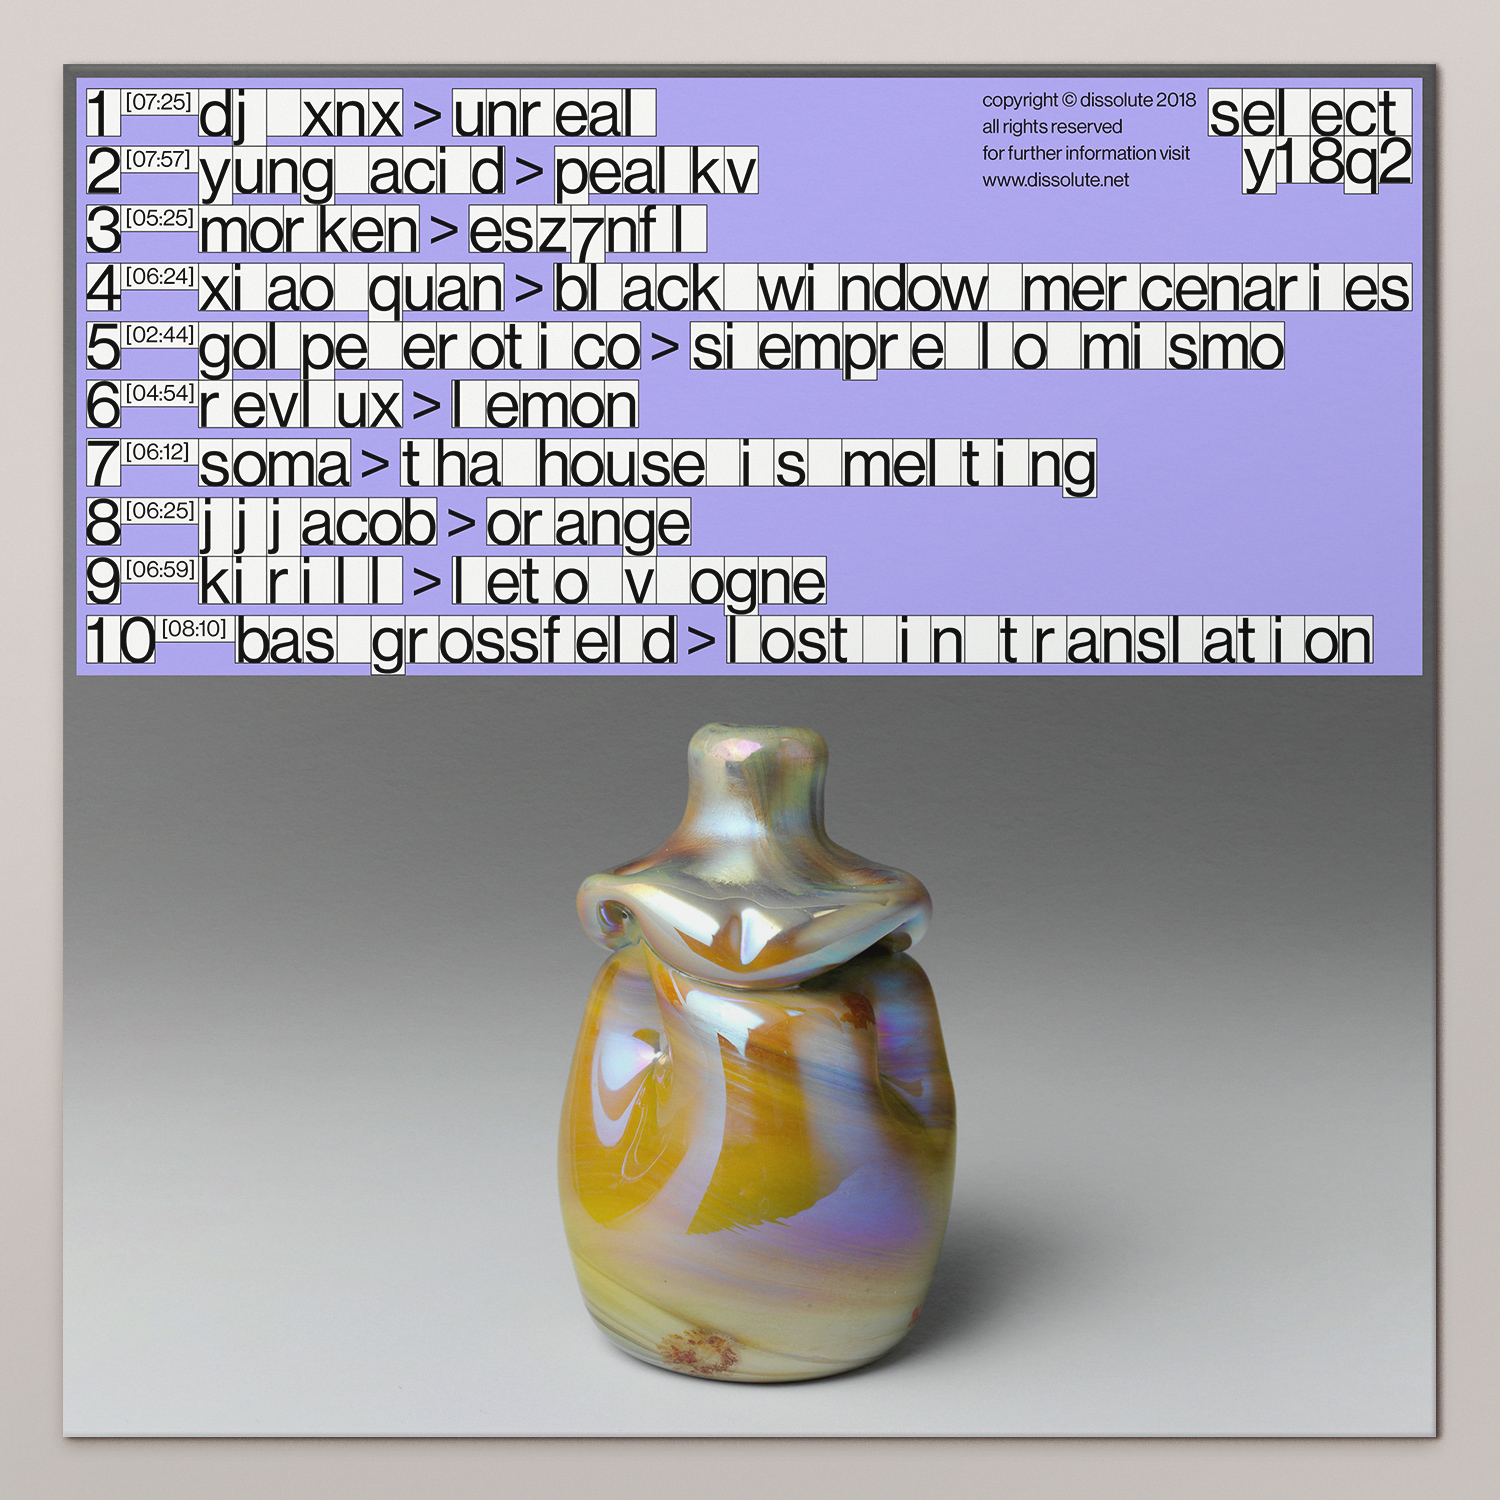 1 [07:25] dj xnx > unreal
2 [07:57] yung acid > pealkv
3 [05:25] morken > esz7nfl
4 [06:24] xiao quan > black window mercenaries
5 [02:44] golpe erotico > siempre lo mismo
6 [04:54] revlux > lemon
7 [06:12] soma > tha house is melting
8 [06:25] jjjacob > orange
9 [06:59] kirill > leto v ogne
10 [08:10] bas grossfeld > lost in translation
copyright © dissolute 2018
all rights reserved
for further information visit
www.dissolute.net
select
y18q2